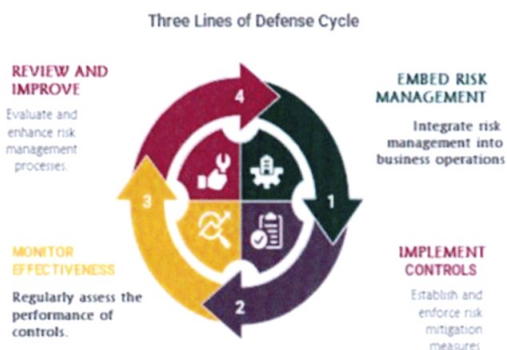 Three Lines of Defense Cycle
REVIEW AND
IMPROVE
Evaluate and
enhance risk
management
processes.
EMBED RISK
MANAGEMENT
Integrate risk
management into
business operations
4
1
3
2
MONITOR
EFFECTIVENESS
Regularly assess the
performance of
controls.
IMPLEMENT
CONTROLS
Establish and
enforce risk
mitigation
measures